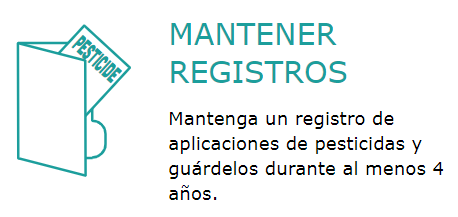 PESTICIDE
MANTENER
REGISTROS
Mantenga un registro de
aplicaciones de pesticidas y
guárdelos durante al menos 4
años.